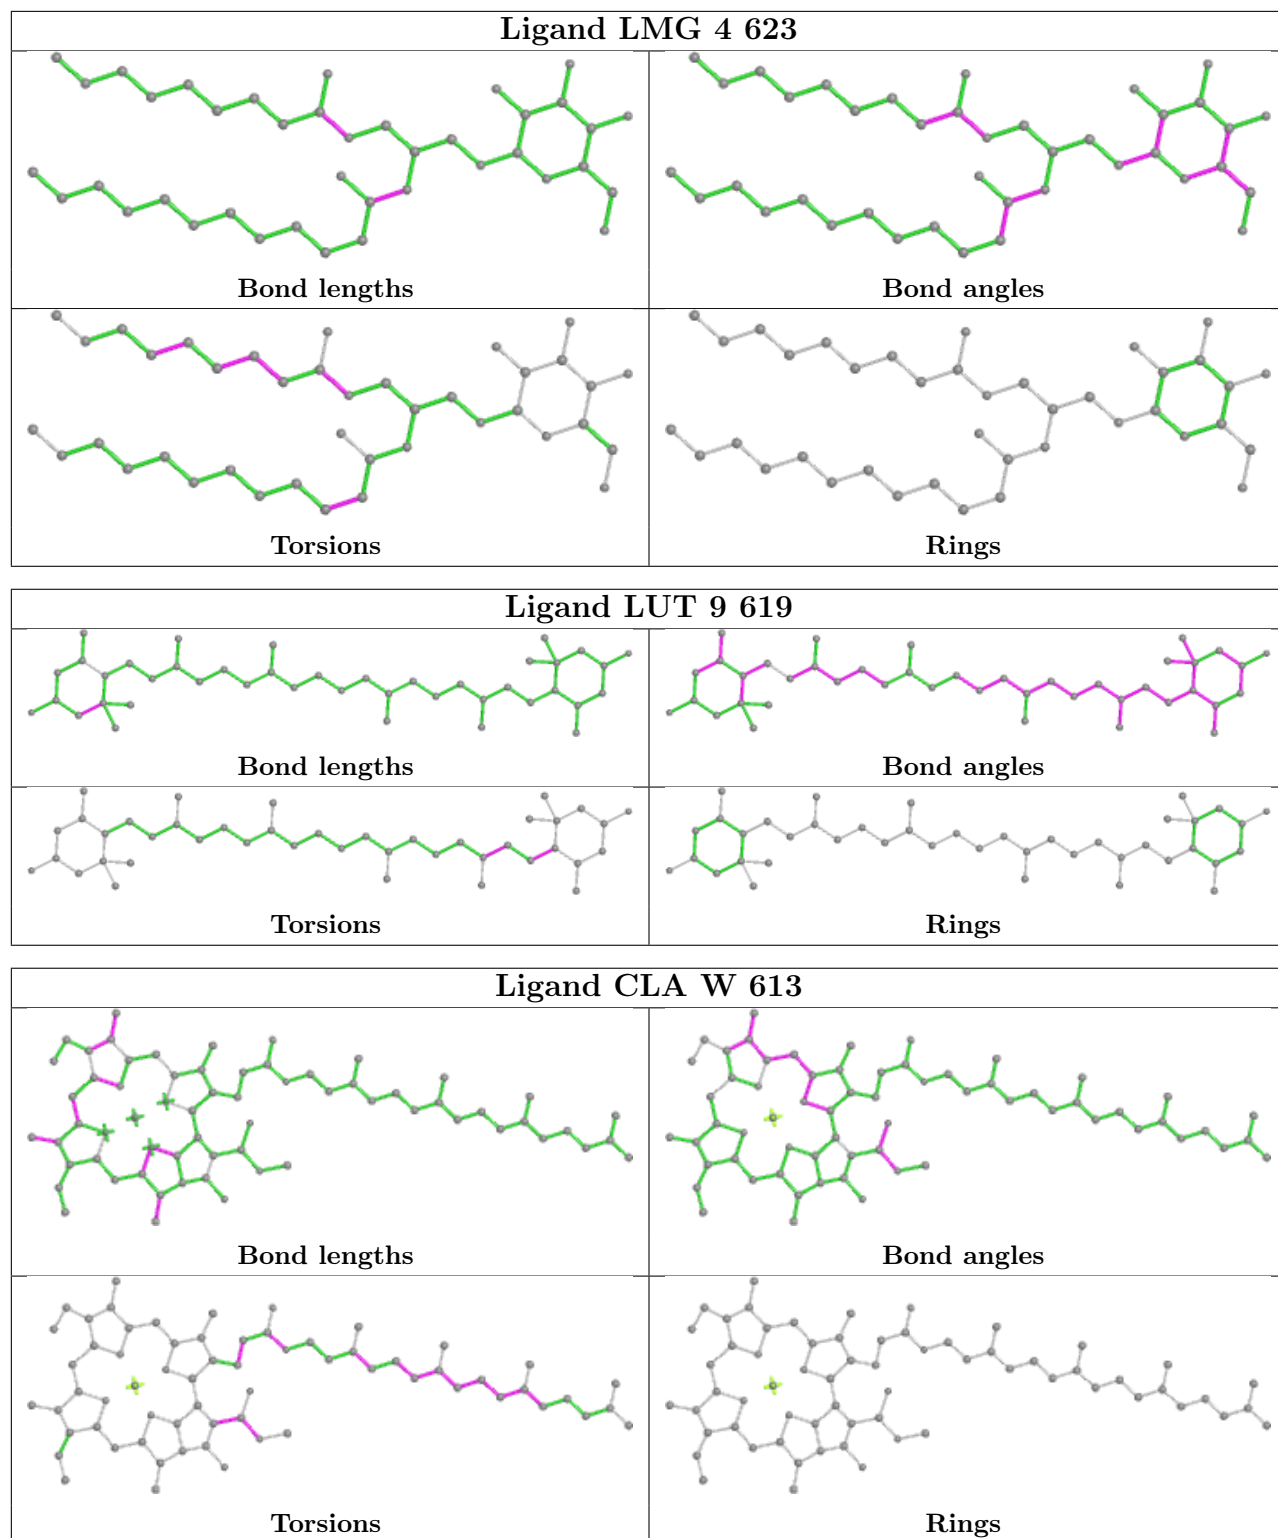 Ligand LMG 4 623
Bond lengths
Bond angles
Torsions
Rings
Ligand LUT 9 619
Bond lengths
Bond angles
Torsions
Rings
Ligand CLA W 613
Bond lengths
Bond angles
Torsions
Rings